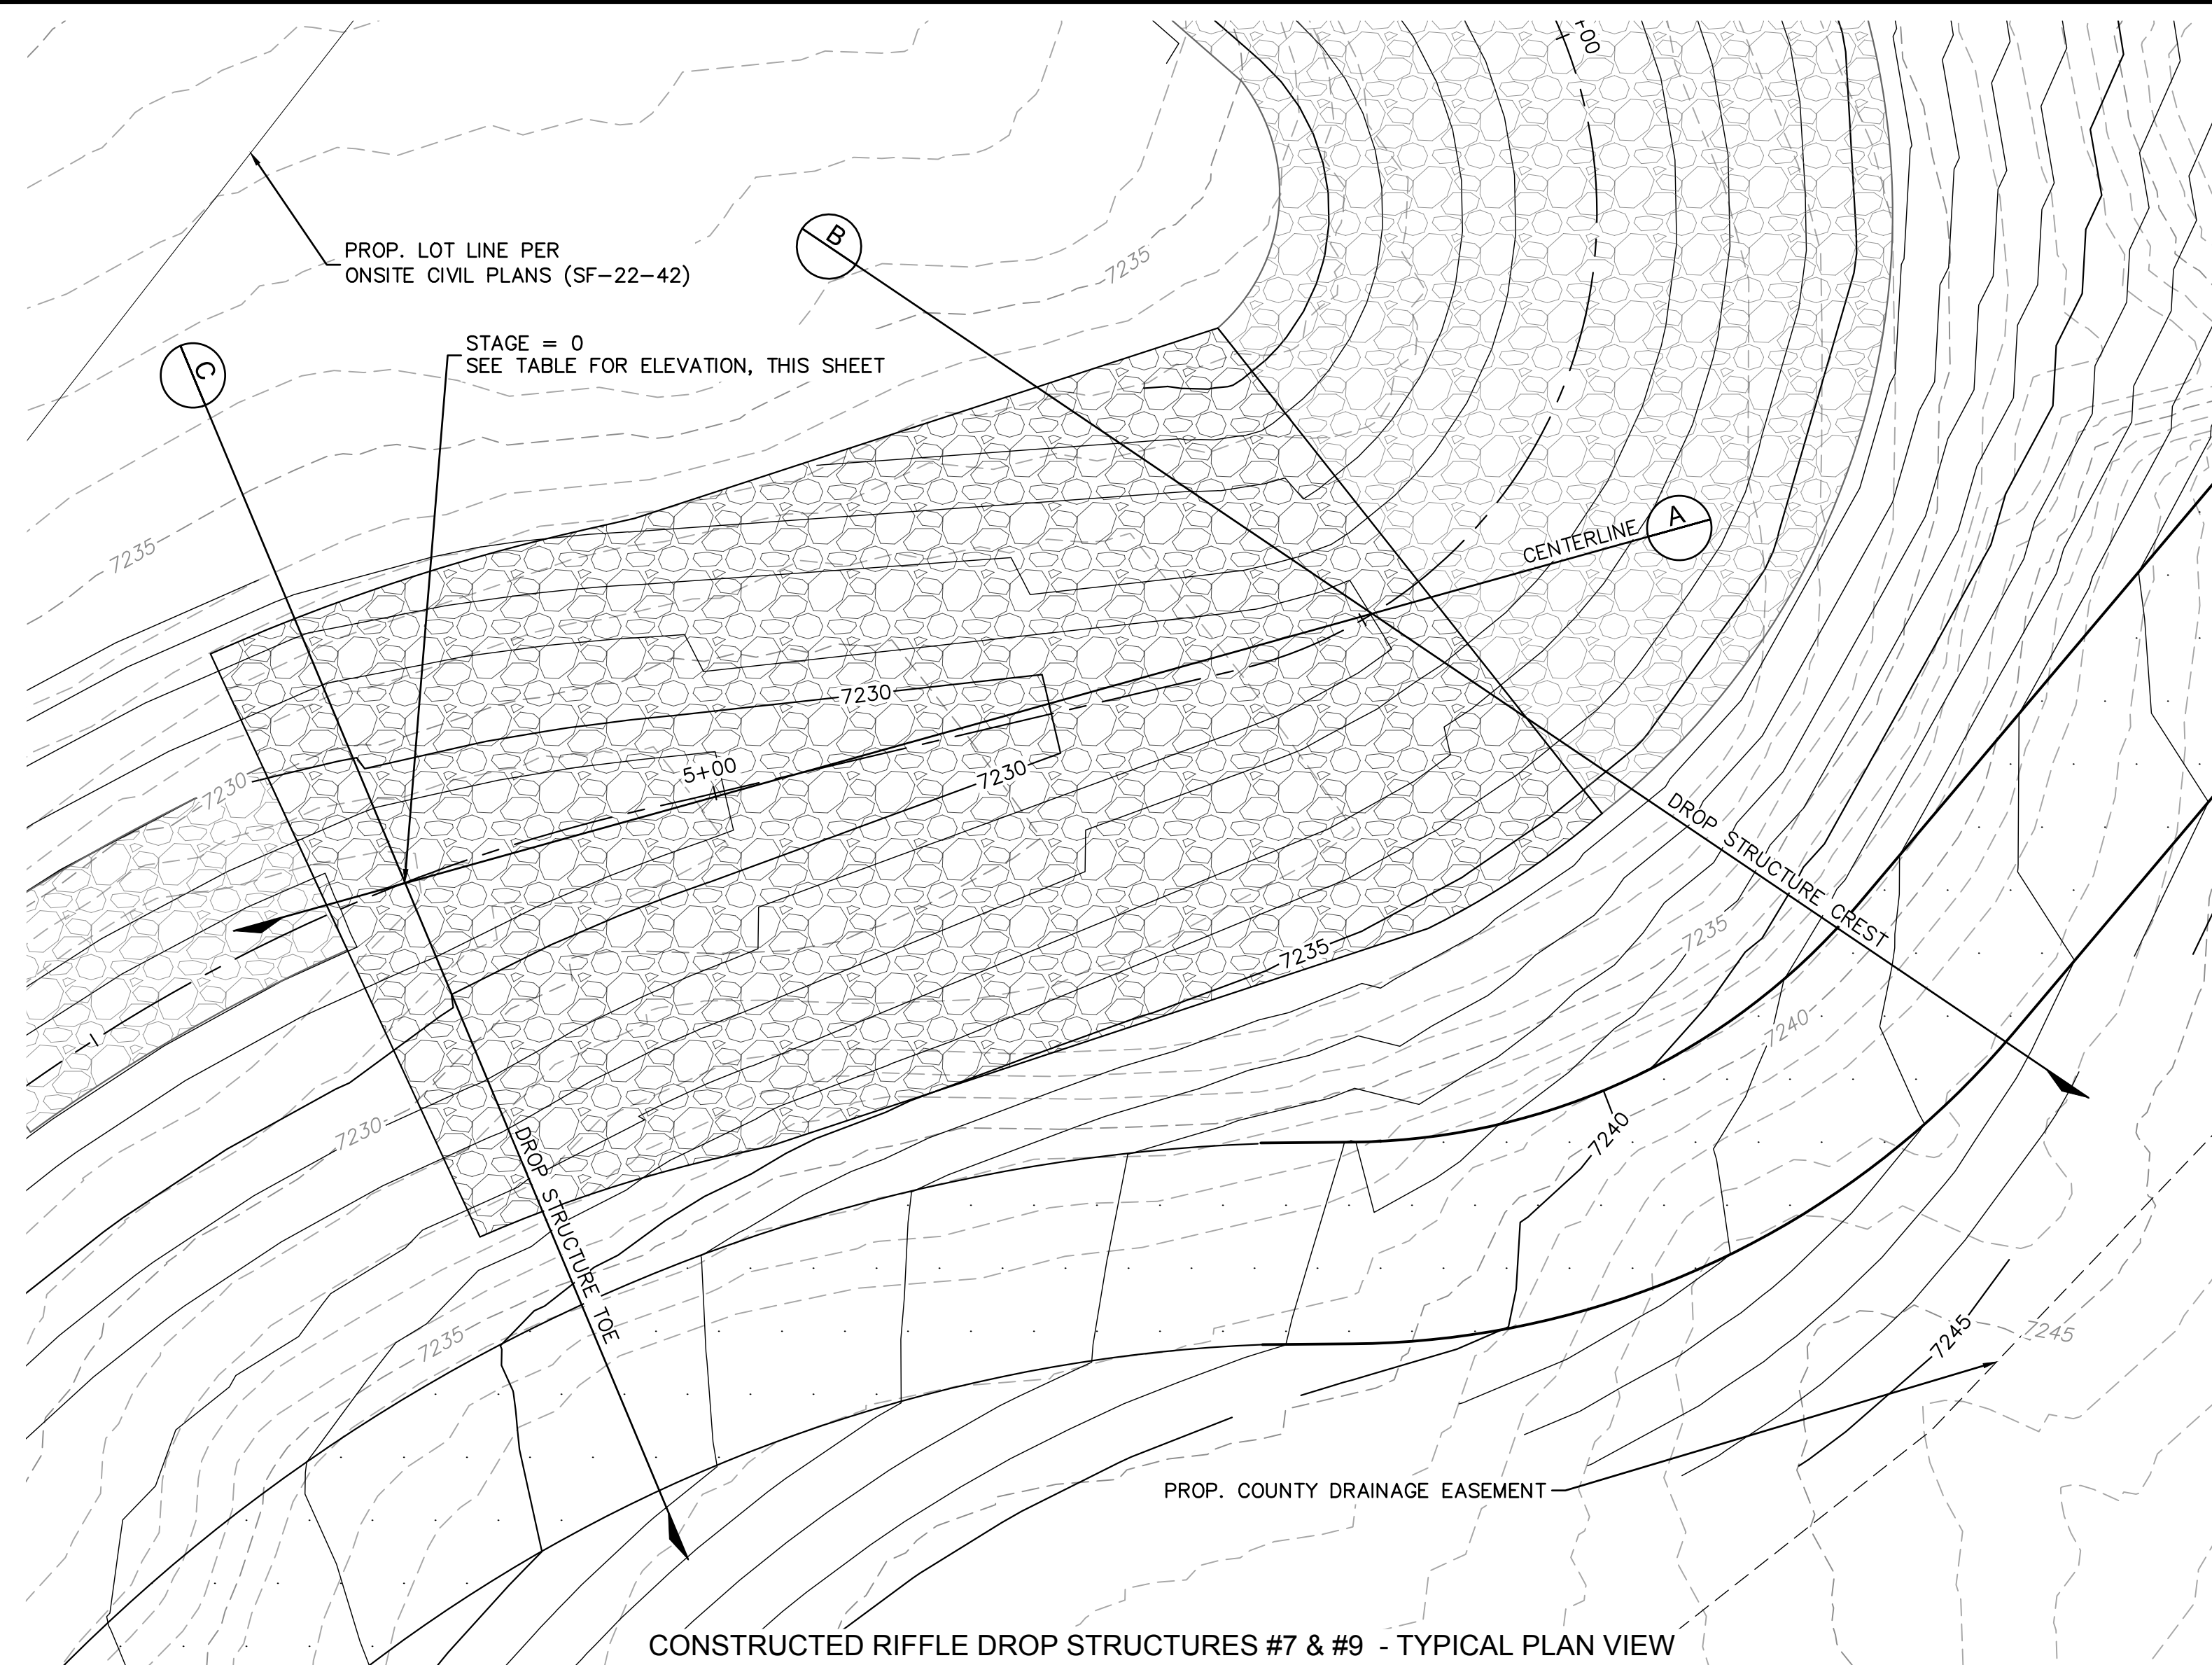 +00
B
PROP. LOT LINE PER
ONSITE CIVIL PLANS (SF-22-42)
7235
STAGE = 0
SEE TABLE FOR ELEVATION, THIS SHEET
C
A
CENTERLINE
7235
7230
5+00
7230
7230
DROP STRUCTURE CREST
7235
7235
7240
7230
7240
DROP STRUCTURE TOE
7235
7245
7245
PROP. COUNTY DRAINAGE EASEMENT
CONSTRUCTED RIFFLE DROP STRUCTURES #7 & #9 - TYPICAL PLAN VIEW